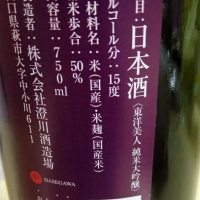 目：日本酒
〈東洋美人 純米大吟醸〉
ルコール分：15度
材料名：米（国産）・米麹（国産米）
米歩合：50%
容量：750ml
造者：株式会社澄川酒造場
口県萩市大字中小川611
HASEGAWA